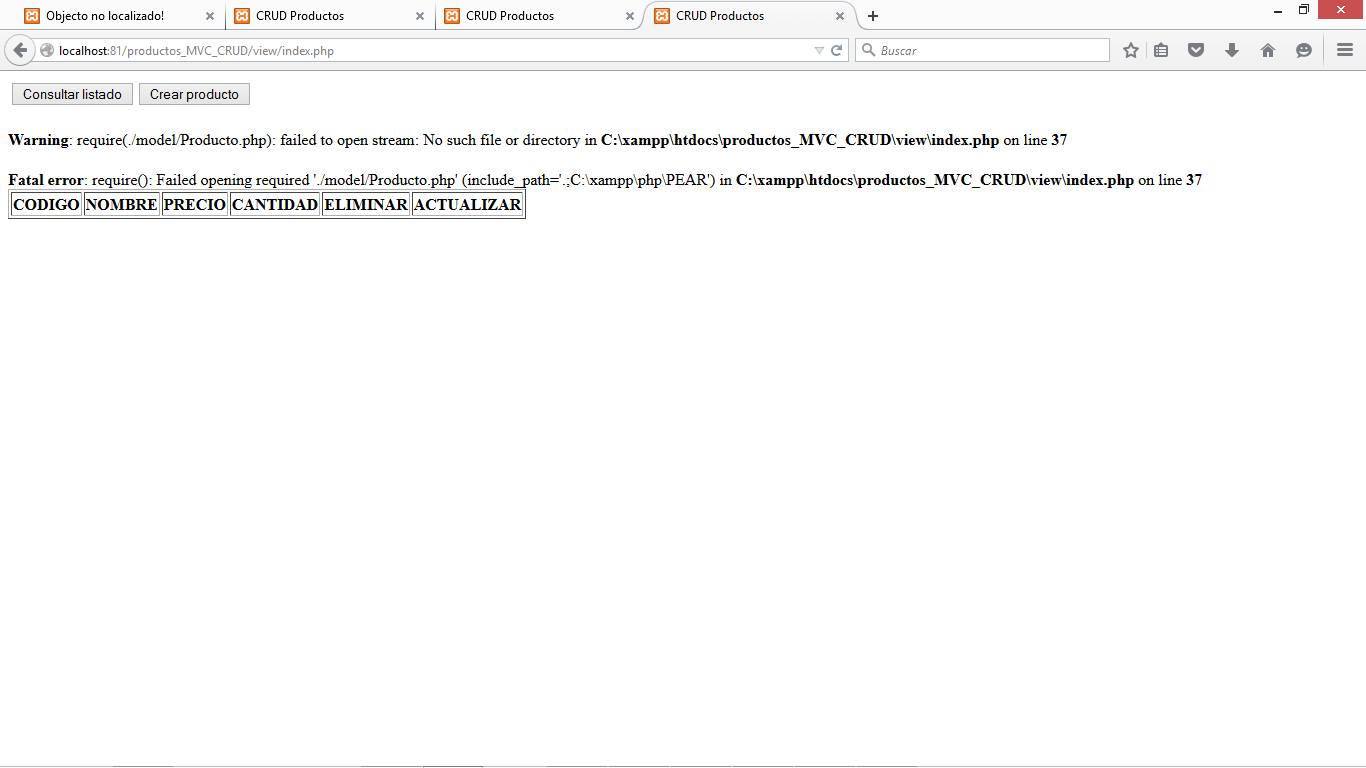 Objecto no localizado!
CRUD Productos
CRUD Productos
CRUD Productos
localhost:81/productos_MVC_CRUD/view/index.php
Buscar
Consultar listado
Crear producto
Warning: require(./model/Producto.php): failed to open stream: No such file or directory in C:\xampp\htdocs\productos_MVC_CRUD\view\index.php on line 37
Fatal error: require(): Failed opening required './model/Producto.php' (include_path='.;C:\xampp\php\PEAR') in C:\xampp\htdocs\productos_MVC_CRUD\view\index.php on line 37
CODIGO NOMBRE PRECIO CANTIDAD ELIMINAR ACTUALIZAR